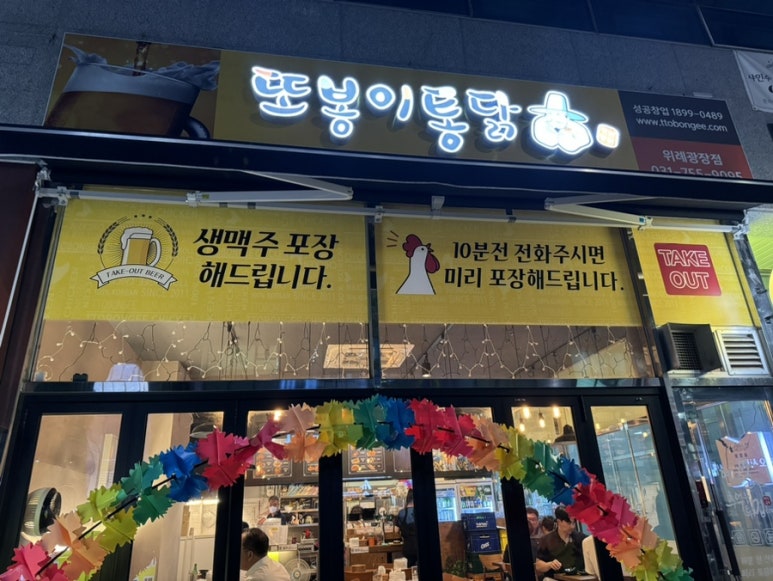 또봉이통닭
성공창업 1899-0489
www.ttobongee.com
위례광장점
031-755-9095
생맥주 포장
해드립니다.
TAKE-OUT BEER
10분전 전화주시면
미리 포장해드립니다.
TAKE
OUT